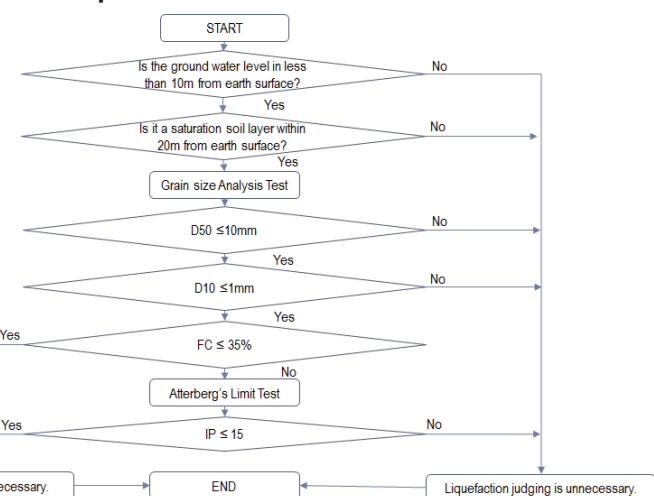 START
Is the ground water level in less
than 10m from earth surface?
No
Yes
Is it a saturation soil layer within
20m from earth surface?
No
Yes
Grain size Analysis Test
D50 ≤10mm
No
Yes
D10 ≤1mm
No
Yes
Yes
FC ≤ 35%
No
Atterberg's Limit Test
Yes
IP ≤ 15
No
END
Liquefaction judging is unnecessary.